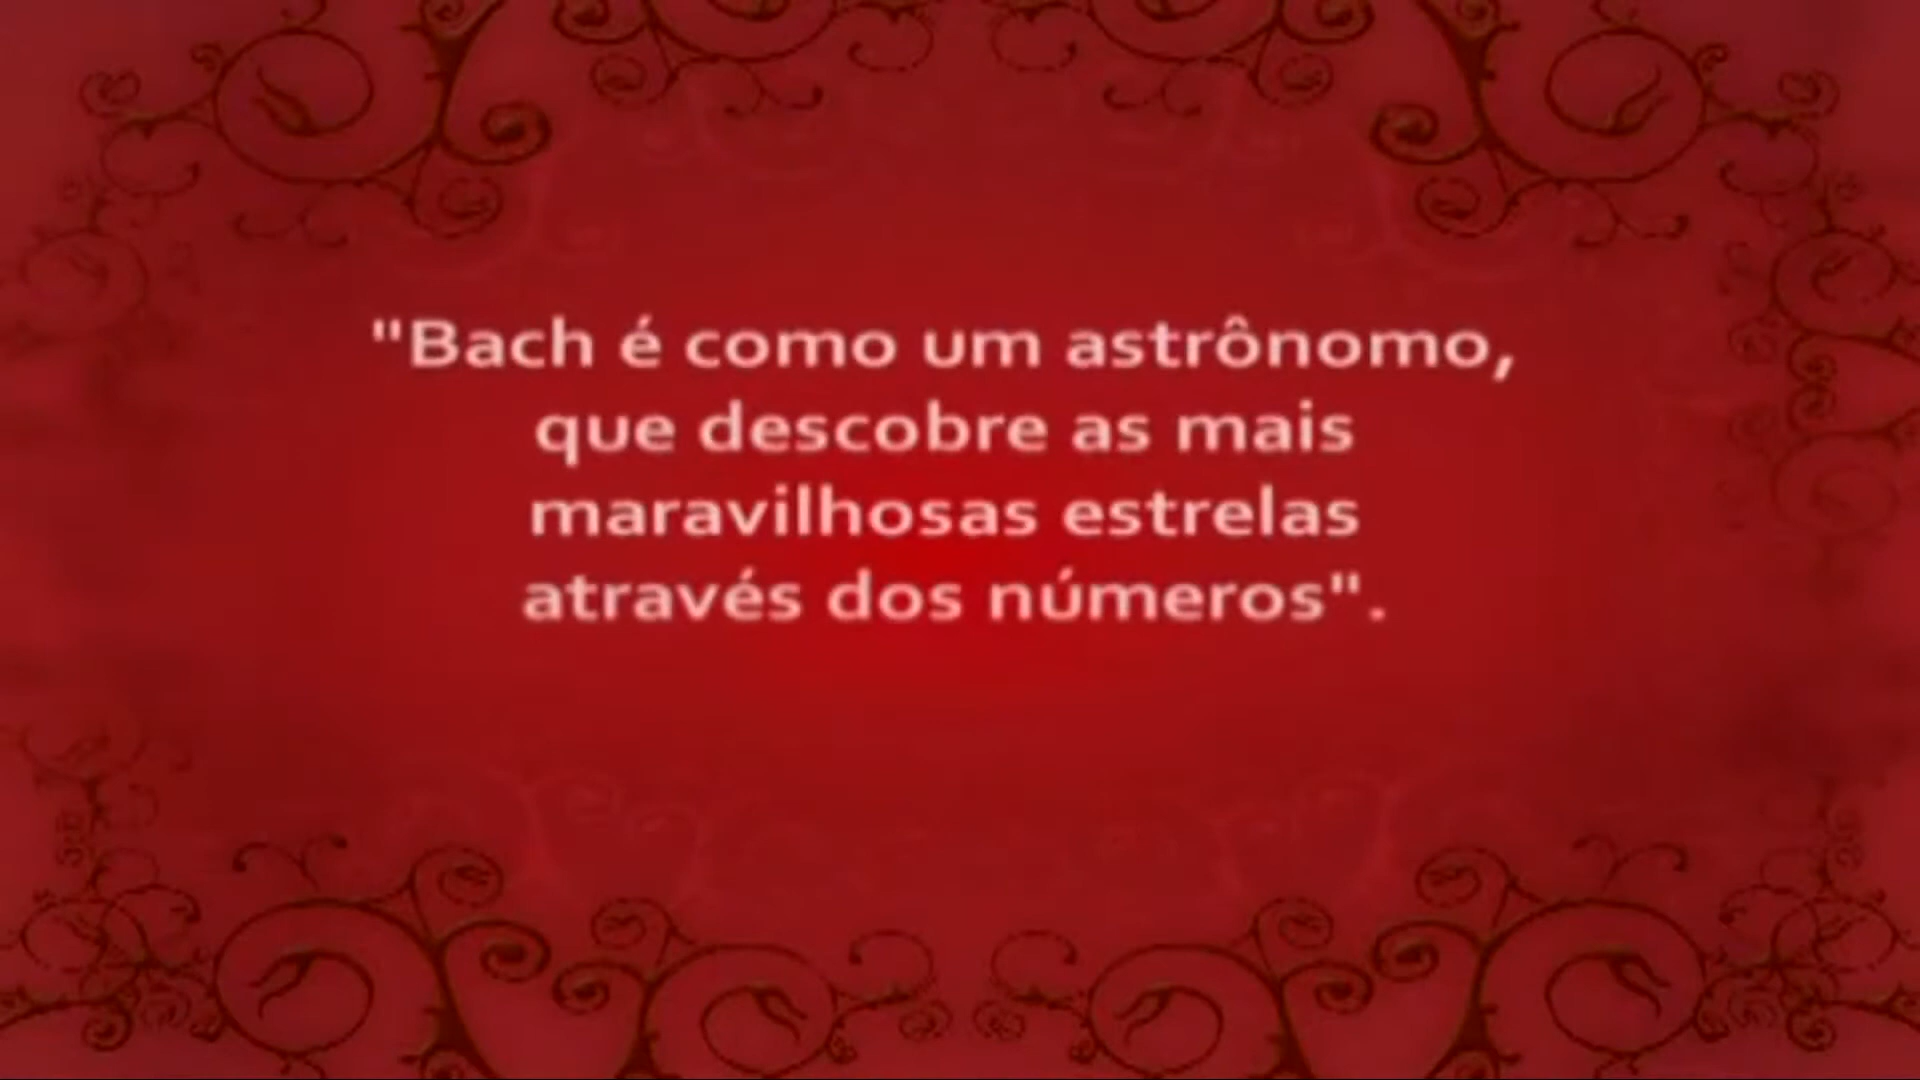 "Bach é como um astrônomo,
que descobre as mais
maravilhosas estrelas
através dos números".